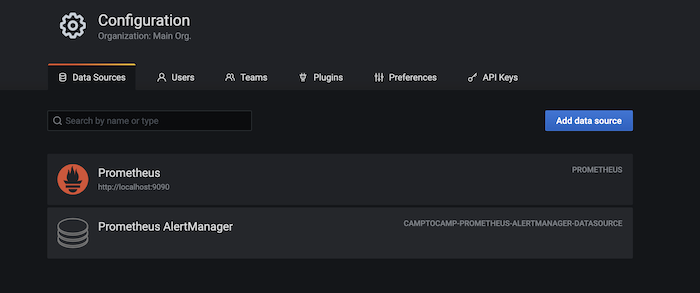 Configuration
Organization: Main Org.
Data Sources Users Teams Plugins Preferences API Keys
Search by name or type Add data source
Prometheus PROMETHEUS
http://localhost:9090
Prometheus AlertManager CAMPTOCAMP-PROMETHEUS-ALERTMANAGER-DATASOURCE